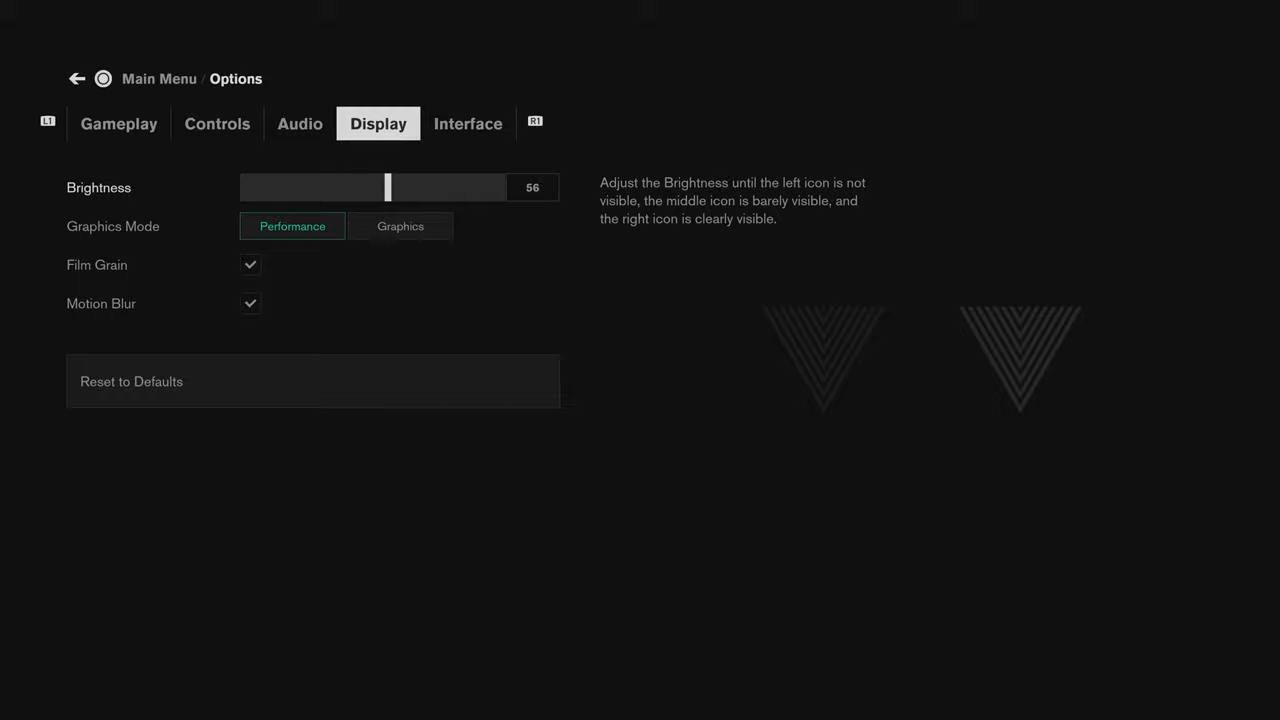 Main Menu / Options
L1 Gameplay Controls Audio Display Interface R1
Brightness 56
Graphics Mode Performance Graphics
Film Grain
Motion Blur
Reset to Defaults
Adjust the Brightness until the left icon is not
visible, the middle icon is barely visible, and
the right icon is clearly visible.